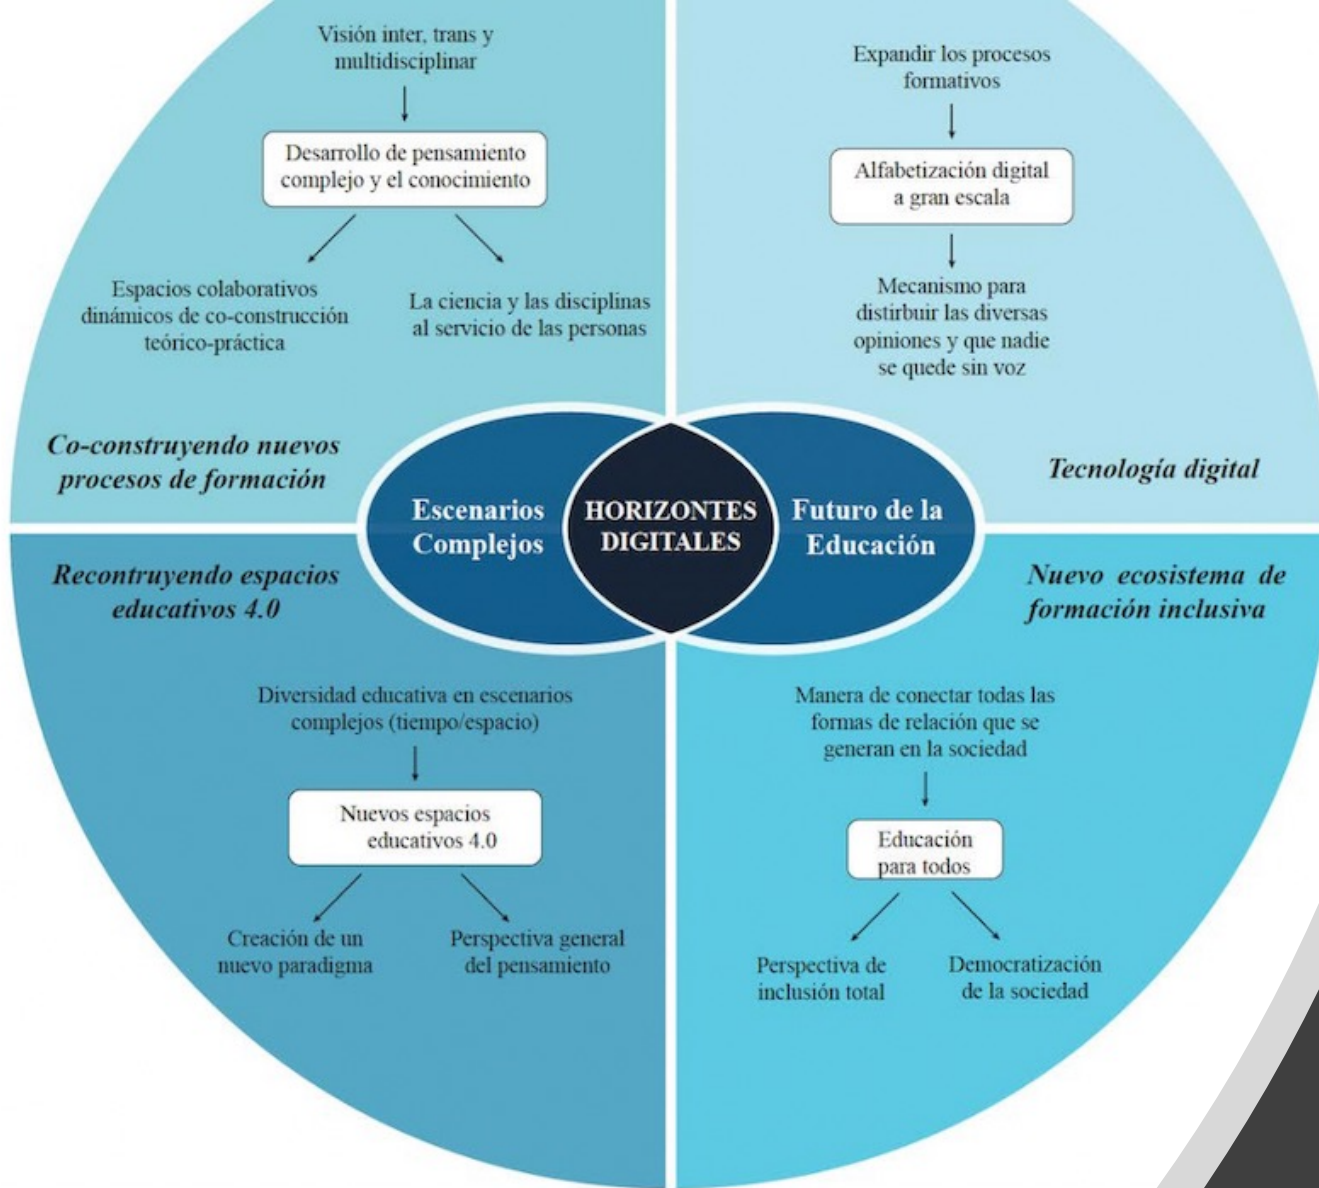 Visión inter, trans y
multidisciplinar
Desarrollo de pensamiento
complejo y el conocimiento
Espacios colaborativos
dinámicos de co-construcción
teórico-práctica
La ciencia y las disciplinas
al servicio de las personas
Co-construyendo nuevos
procesos de formación
Expandir los procesos
formativos
Alfabetización digital
a gran escala
Mecanismo para
distirbuir las diversas
opiniones y que nadie
se quede sin voz
Tecnología digital
Escenarios
Complejos
HORIZONTES
DIGITALES
Futuro de la
Educación
Recontruyendo espacios
educativos 4.0
Diversidad educativa en escenarios
complejos (tiempo/espacio)
Nuevos espacios
educativos 4.0
Creación de un
nuevo paradigma
Perspectiva general
del pensamiento
Nuevo ecosistema de
formación inclusiva
Manera de conectar todas las
formas de relación que se
generan en la sociedad
Educación
para todos
Perspectiva de
inclusión total
Democratización
de la sociedad